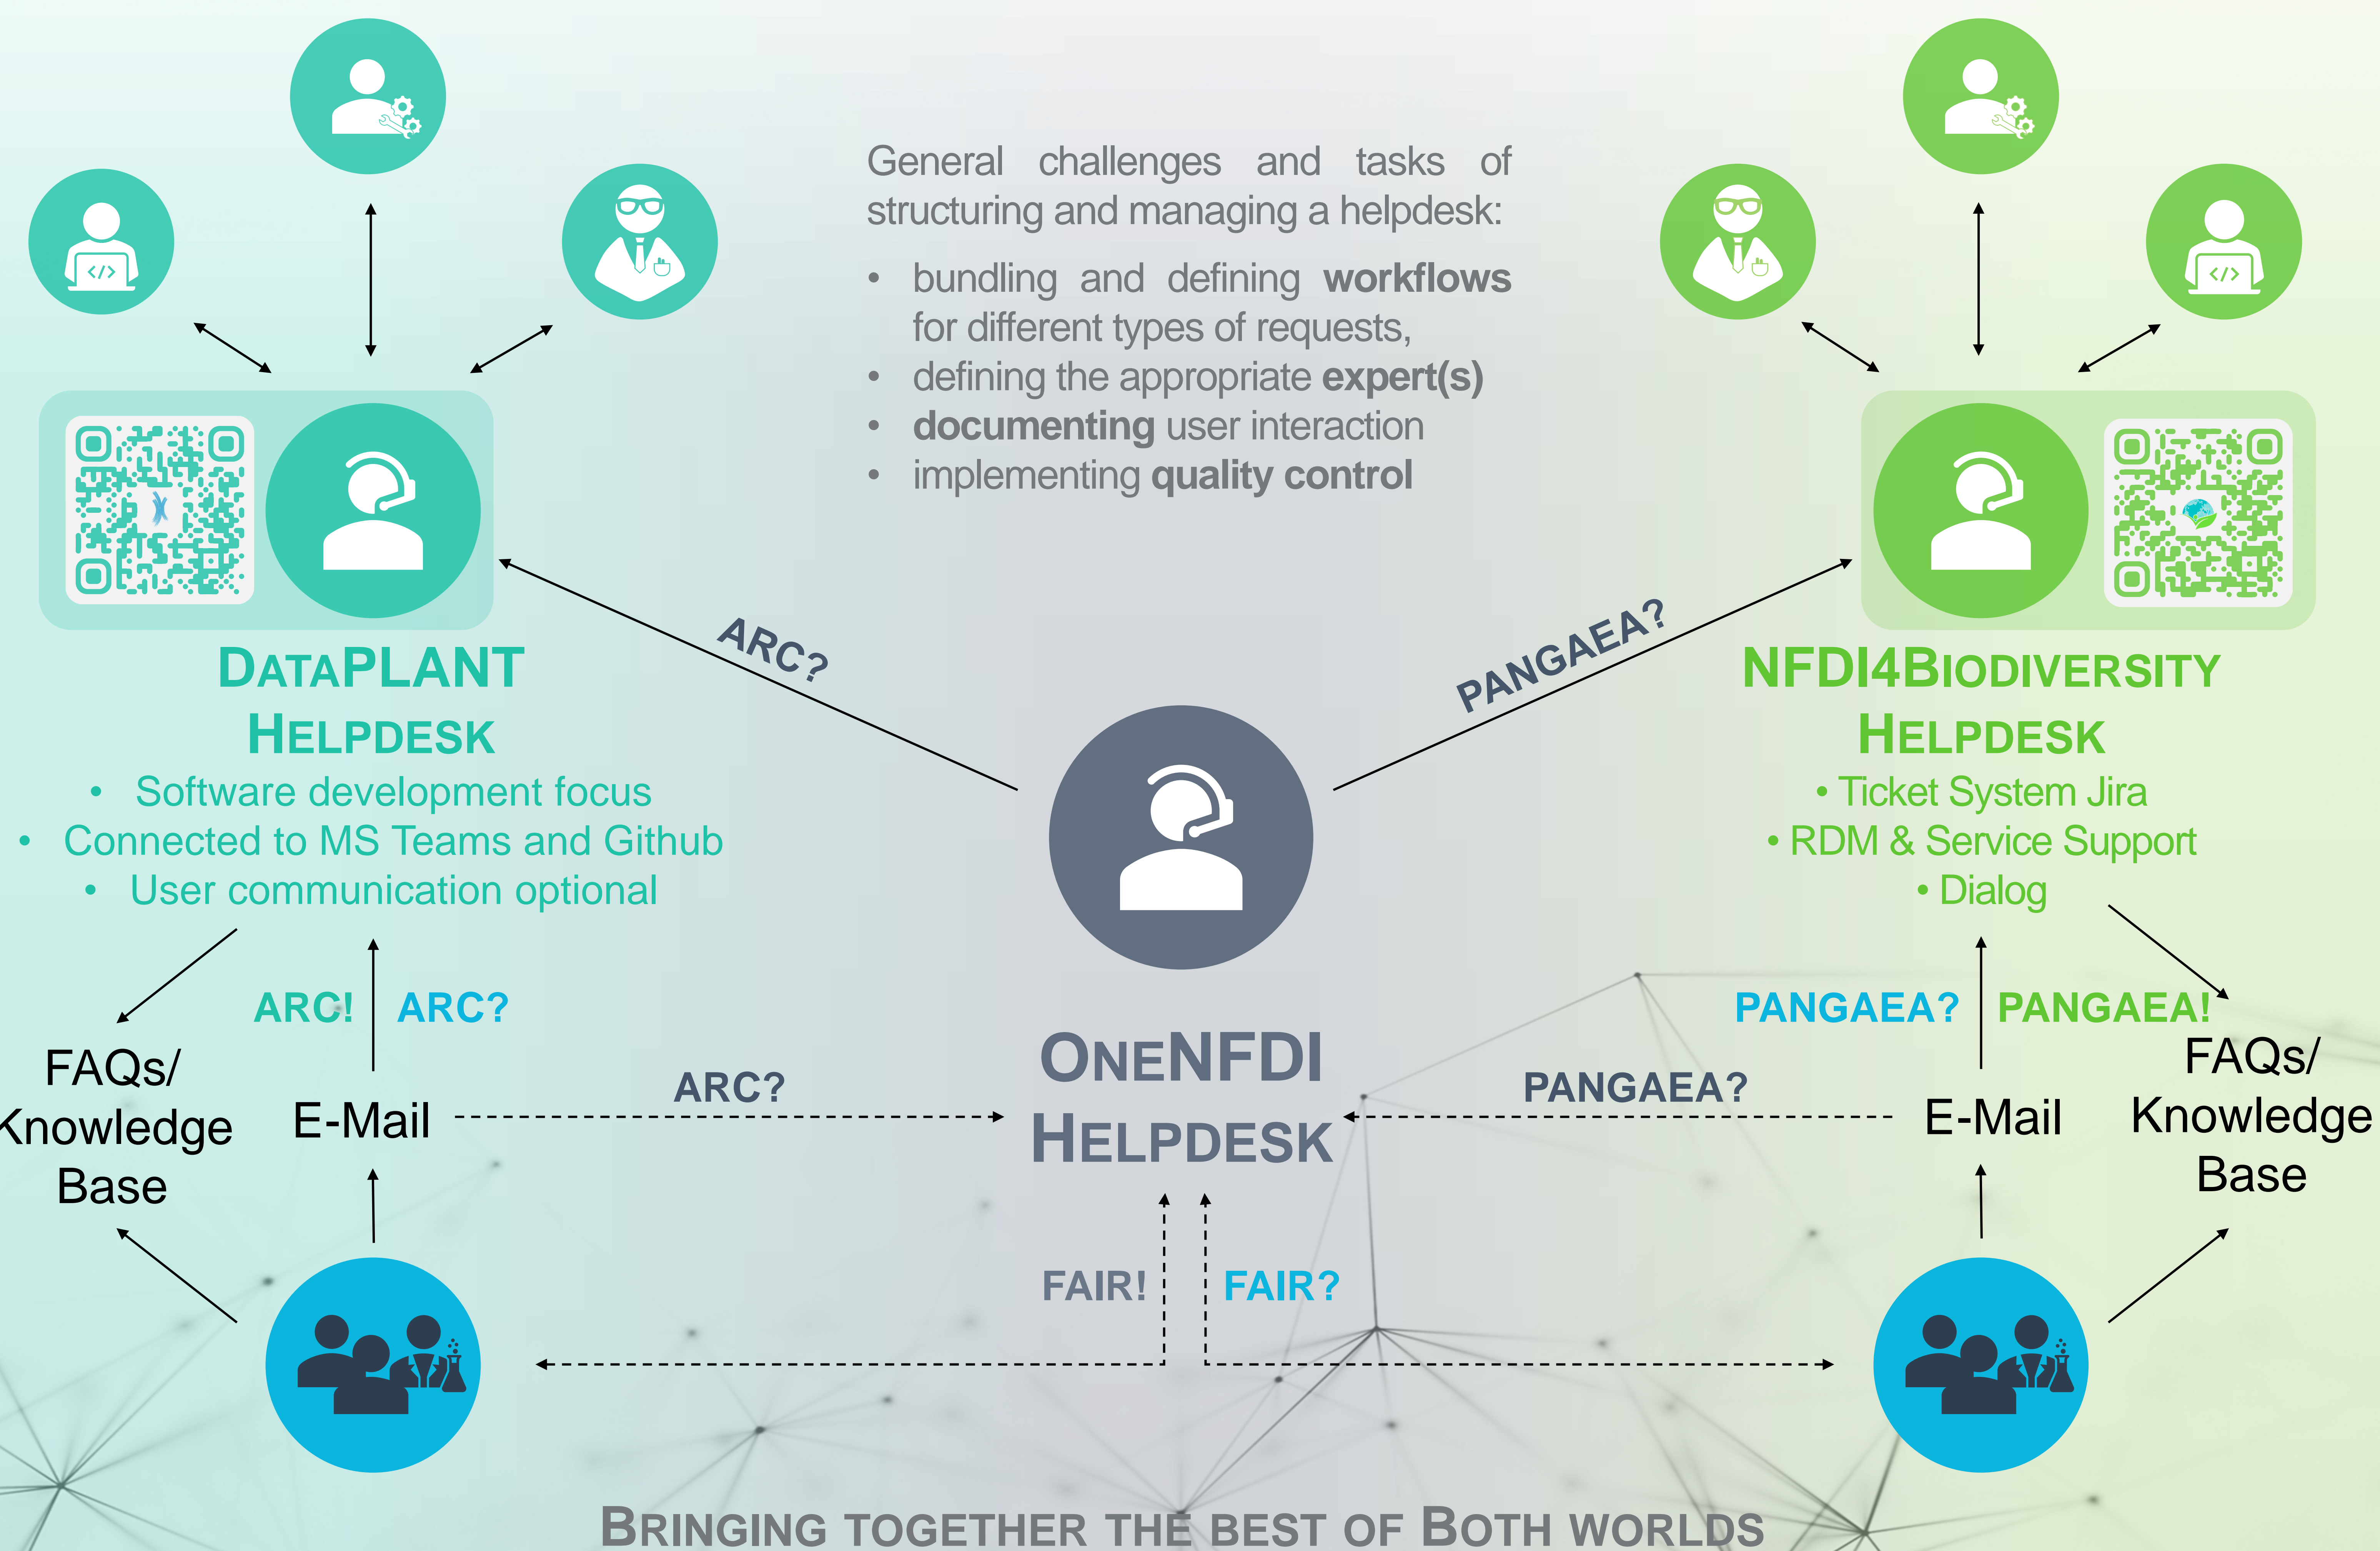 General challenges and tasks of
structuring and managing a helpdesk:
• bundling and defining workflows
for different types of requests,
• defining the appropriate expert(s)
• documenting user interaction
• implementing quality control
ARC?
PANGAEA?
DATAPLANT
HELPDESK
• Software development focus
• Connected to MS Teams and Github
• User communication optional
NFDI4BIODIVERSITY
HELPDESK
• Ticket System Jira
• RDM & Service Support
• Dialog
ARC!
ARC?
PANGAEA?
PANGAEA!
FAQs/
Knowledge
Base
E-Mail
ARC?
ONENFDI
HELPDESK
PANGAEA?
E-Mail
FAQs/
Knowledge
Base
FAIR!
FAIR?
BRINGING TOGETHER THE BEST OF BOTH WORLDS